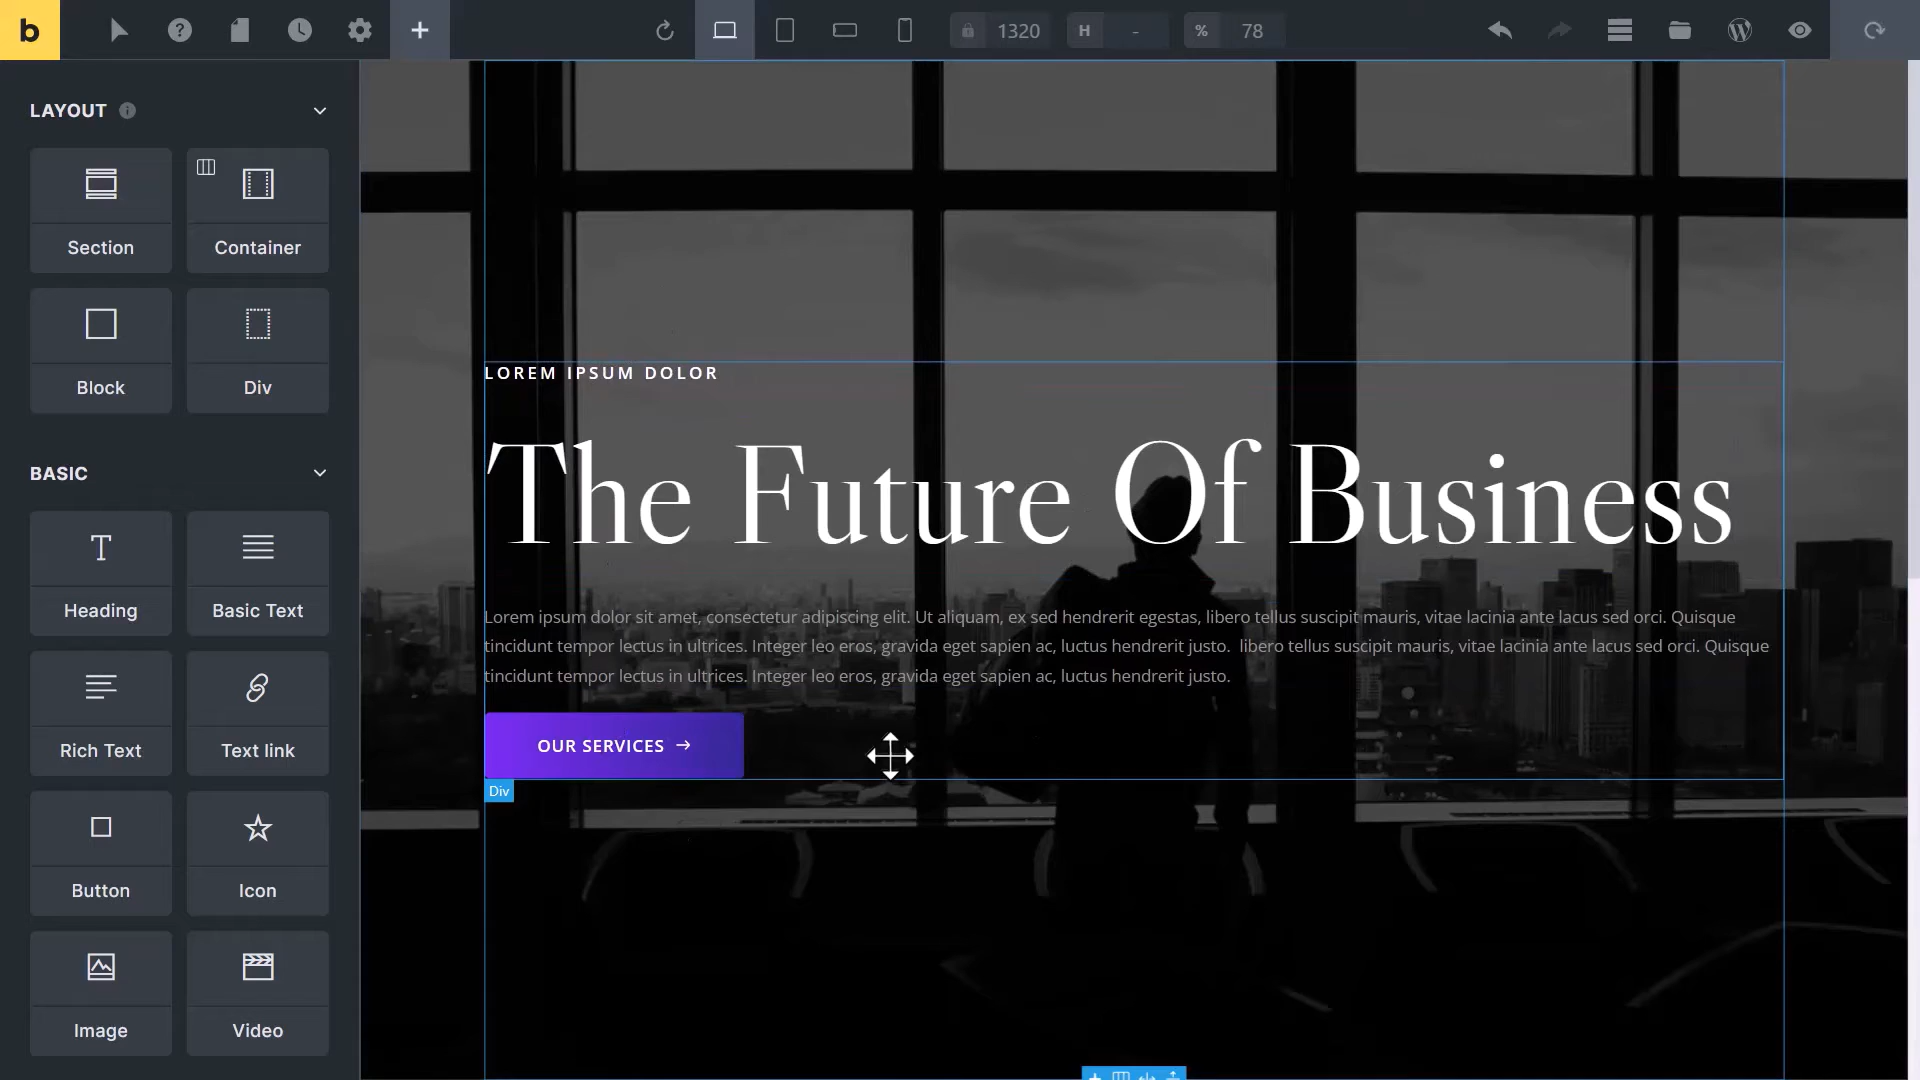 b
?
1320
H
-
%
78
LAYOUT
Section
Container
Block
Div
BASIC
Heading
Basic Text
Rich Text
Text link
Button
Icon
Image
Video
LOREM IPSUM DOLOR
The Future Of Business
Lorem ipsum dolor sit amet, consectetur adipiscing elit. Ut aliquam, ex sed hendrerit egestas, libero tellus suscipit mauris, vitae lacinia ante lacus sed orci. Quisque
tincidunt tempor lectus in ultrices. Integer leo eros, gravida eget sapien ac, luctus hendrerit justo.  libero tellus suscipit mauris, vitae lacinia ante lacus sed orci. Quisque
tincidunt tempor lectus in ultrices. Integer leo eros, gravida eget sapien ac, luctus hendrerit justo.
OUR SERVICES →
Div